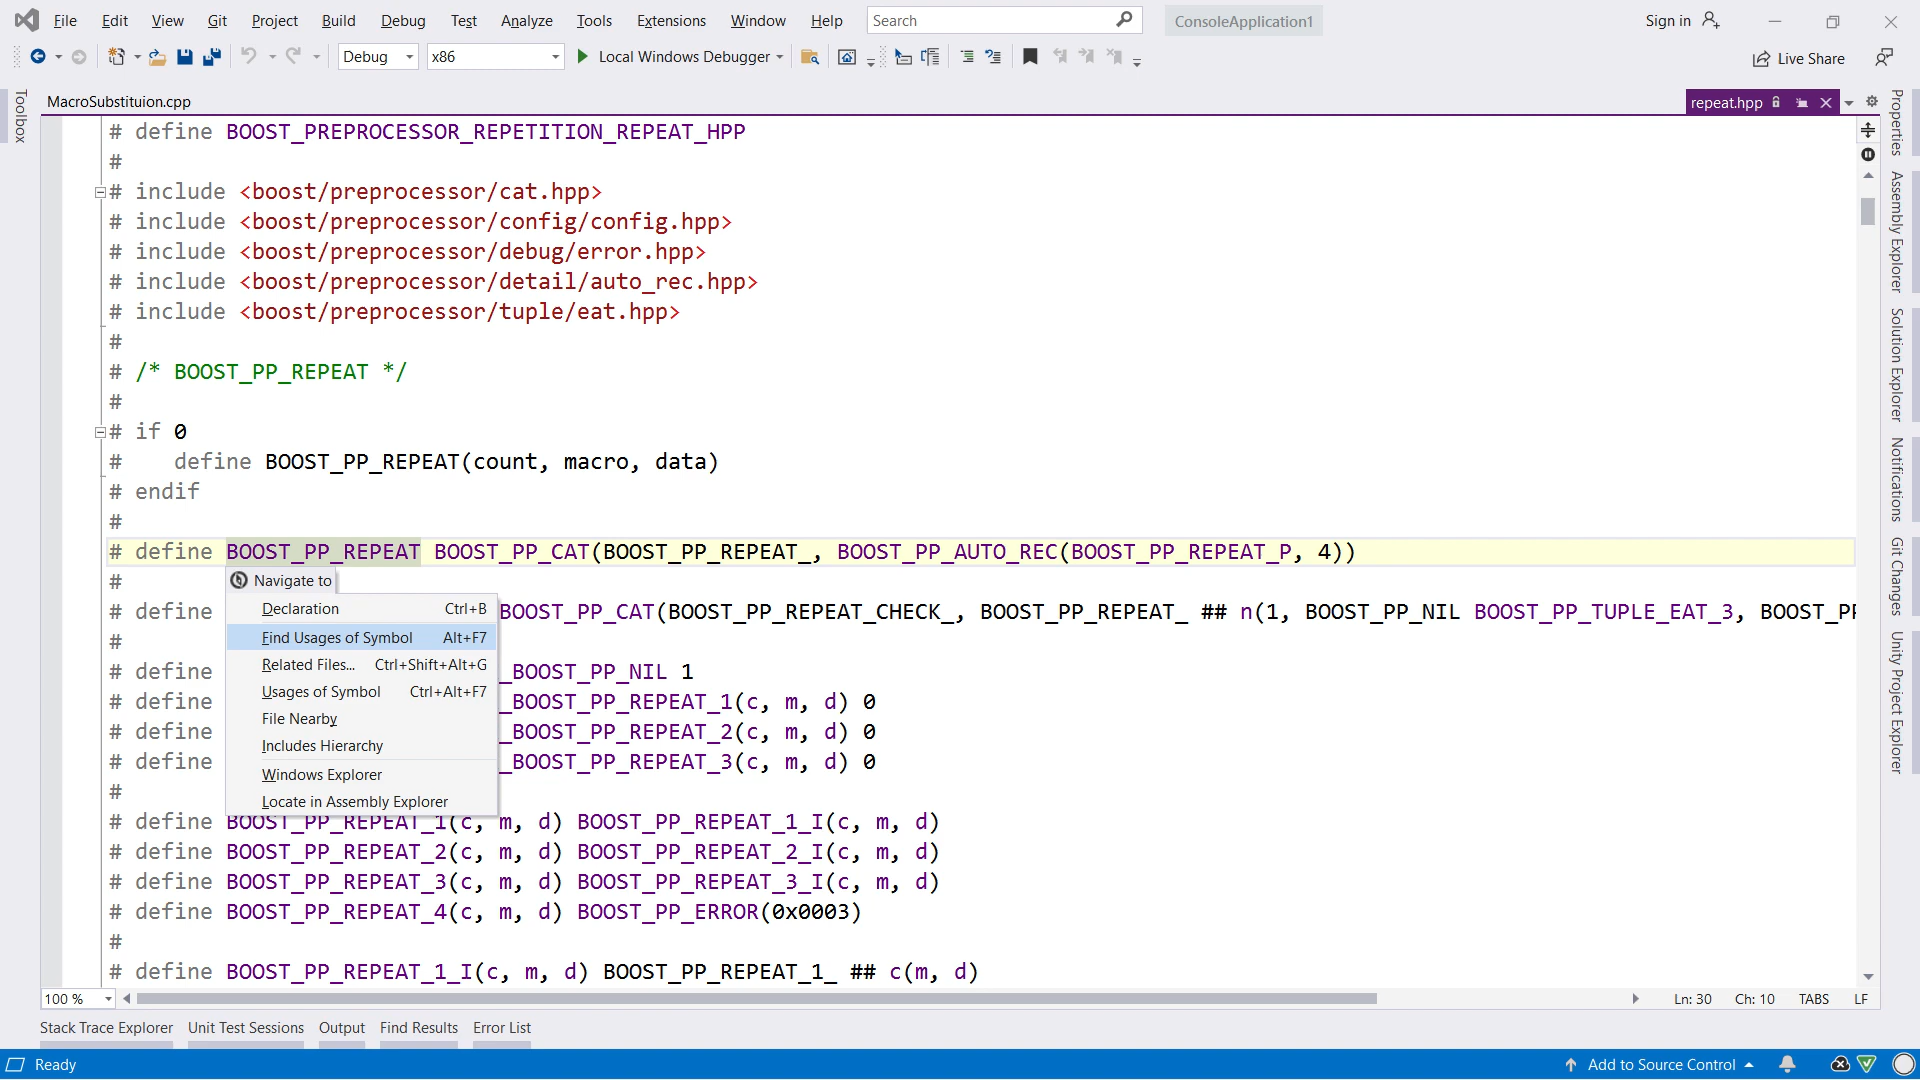 File Edit View Git Project Build Debug Test Analyze Tools Extensions Window Help Search ConsoleApplication1 Sign in
Debug x86 Local Windows Debugger Live Share
MacroSubstituion.cpp repeat.hpp
Toolbox
# define BOOST_PREPROCESSOR_REPETITION_REPEAT_HPP
#
# include <boost/preprocessor/cat.hpp>
# include <boost/preprocessor/config/config.hpp>
# include <boost/preprocessor/debug/error.hpp>
# include <boost/preprocessor/detail/auto_rec.hpp>
# include <boost/preprocessor/tuple/eat.hpp>
#
# /* BOOST_PP_REPEAT */
#
# if 0
# define BOOST_PP_REPEAT(count, macro, data)
# endif
#
# define BOOST_PP_REPEAT BOOST_PP_CAT(BOOST_PP_REPEAT_, BOOST_PP_AUTO_REC(BOOST_PP_REPEAT_P, 4))
#
Navigate to
Declaration Ctrl+B
Find Usages of Symbol Alt+F7
Related Files... Ctrl+Shift+Alt+G
Usages of Symbol Ctrl+Alt+F7
File Nearby
Includes Hierarchy
Windows Explorer
Locate in Assembly Explorer
# define BOOST_PP_CAT(BOOST_PP_REPEAT_CHECK_, BOOST_PP_REPEAT_ ## n(1, BOOST_PP_NIL BOOST_PP_TUPLE_EAT_3, BOOST_PP
#
# define _BOOST_PP_NIL 1
# define _BOOST_PP_REPEAT_1(c, m, d) 0
# define _BOOST_PP_REPEAT_2(c, m, d) 0
# define _BOOST_PP_REPEAT_3(c, m, d) 0
#
# define BOOST_PP_REPEAT_1(c, m, d) BOOST_PP_REPEAT_1_I(c, m, d)
# define BOOST_PP_REPEAT_2(c, m, d) BOOST_PP_REPEAT_2_I(c, m, d)
# define BOOST_PP_REPEAT_3(c, m, d) BOOST_PP_REPEAT_3_I(c, m, d)
# define BOOST_PP_REPEAT_4(c, m, d) BOOST_PP_ERROR(0x0003)
#
# define BOOST_PP_REPEAT_1_I(c, m, d) BOOST_PP_REPEAT_1_ ## c(m, d)
Properties
Assembly Explorer
Solution Explorer
Notifications
Git Changes
Unity Project Explorer
100 % Ln: 30 Ch: 10 TABS LF
Stack Trace Explorer Unit Test Sessions Output Find Results Error List
Ready Add to Source Control